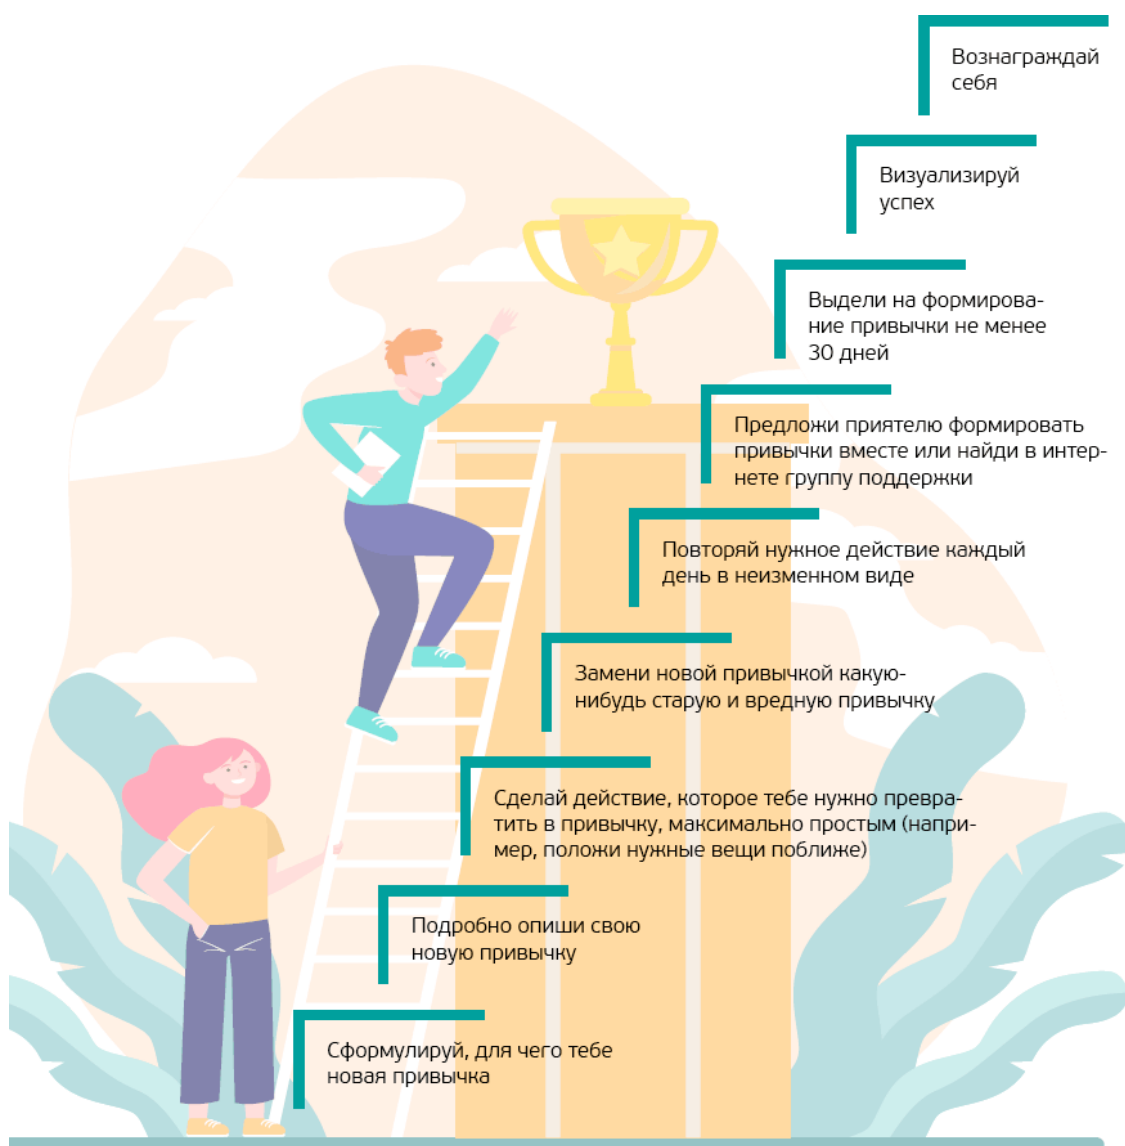 Вознаграждай
себя
Визуализируй
успех
Выдели на формирова-
ние привычки не менее
30 дней
Предложи приятелю формировать
привычки вместе или найди в интер-
нете группу поддержки
Повторяй нужное действие каждый
день в неизменном виде
Замени новой привычкой какую-
нибудь старую и вредную привычку
Сделай действие, которое тебе нужно превра-
тить в привычку, максимально простым (напри-
мер, положи нужные вещи поближе)
Подробно опиши свою
новую привычку
Сформулируй, для чего тебе
новая привычка